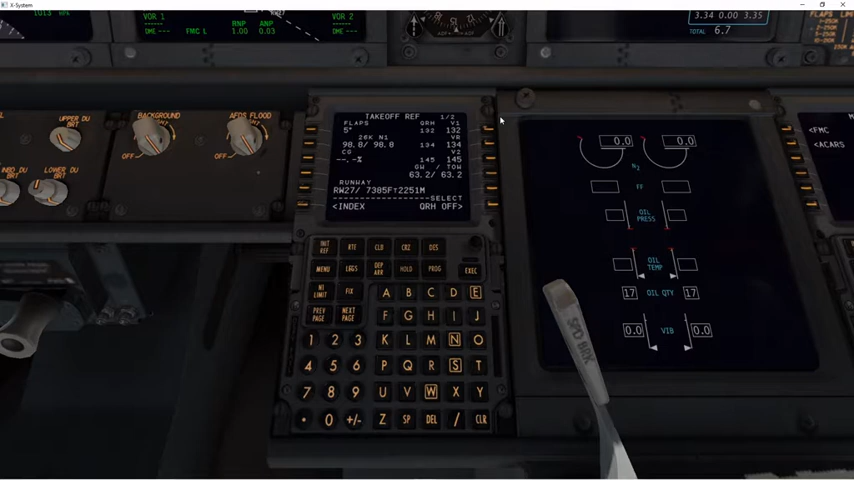 X-System
1013 HPA
VOR 1
DME -----
FMC L
RNP
1.00
ANP
0.03
VOR 2
DME -----
3.34 0.00 3.35
TOTAL 6.7
FLAPS
UPPER DU
BRT
BACKGROUND
OFF
AFDS FLOOD
OFF
LOWER DU
BRT
TAKEOFF REF 1/2
FLAPS QRH V1
5° 132 132
26K N1 VR
98.0/ 98.0 134 134
CG V2
--.-% 145 145
GW / TOW
63.2/ 63.2
RUNWAY
RW27/ 7385FT2251M
SELECT
<INDEX QRH OFF>
INIT REF
RTE
CLB
CRZ
DES
MENU
LEGS
DEP ARR
HOLD
PROG
EXEC
N1 LIMIT
FIX
A B C D E
PREV PAGE
NEXT PAGE
F G H I J
1 2 3 K L M N O
4 5 6 P Q R S T
7 8 9 U V W X Y
. 0 +/- Z SP DEL / CLR
0.0 0.0
N2
FF
OIL PRESS
OIL TEMP
17 OIL QTY 17
0.0 VIB 0.0
SPD BRK
<FMC
<ACARS